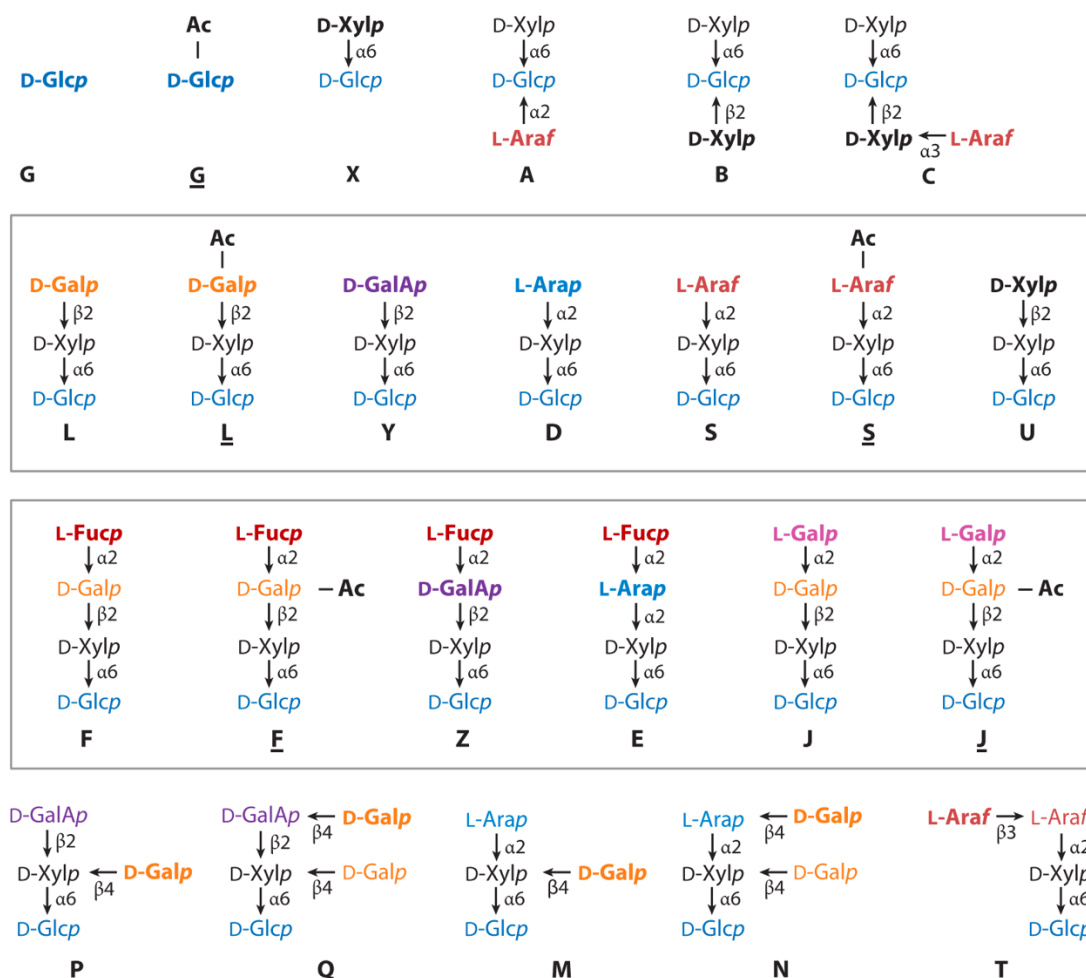 Ac D-Xylp D-Xylp D-Xylp D-Xylp
α6 α6 α6 α6
D-Glcp D-Glcp D-Glcp D-Glcp D-Glcp D-Glcp
α2 β2 β2
L-Araf D-Xylp D-Xylp α3 L-Araf
G G X A B C
Ac Ac
D-Galp D-Galp D-GalAp L-Arap L-Araf L-Araf D-Xylp
β2 β2 β2 α2 α2 α2 β2
D-Xylp D-Xylp D-Xylp D-Xylp D-Xylp D-Xylp D-Xylp
α6 α6 α6 α6 α6 α6 α6
D-Glcp D-Glcp D-Glcp D-Glcp D-Glcp D-Glcp D-Glcp
L L Y D S S U
L-Fucp L-Fucp L-Fucp L-Fucp L-Galp L-Galp
α2 α2 α2 α2 α2 α2
D-Galp D-Galp – Ac D-GalAp L-Arap D-Galp D-Galp – Ac
β2 β2 β2 α2 β2 β2
D-Xylp D-Xylp D-Xylp D-Xylp D-Xylp D-Xylp
α6 α6 α6 α6 α6 α6
D-Glcp D-Glcp D-Glcp D-Glcp D-Glcp D-Glcp
F F Z E J J
D-GalAp D-GalAp β4 D-Galp L-Arap L-Arap β4 D-Galp L-Araf β3 L-Araf
β2 β2 α2 α2 α2
D-Xylp β4 D-Galp D-Xylp β4 D-Galp D-Xylp β4 D-Galp D-Xylp β4 D-Galp D-Xylp
α6 α6 α6 α6 α6
D-Glcp D-Glcp D-Glcp D-Glcp D-Glcp
P Q M N T